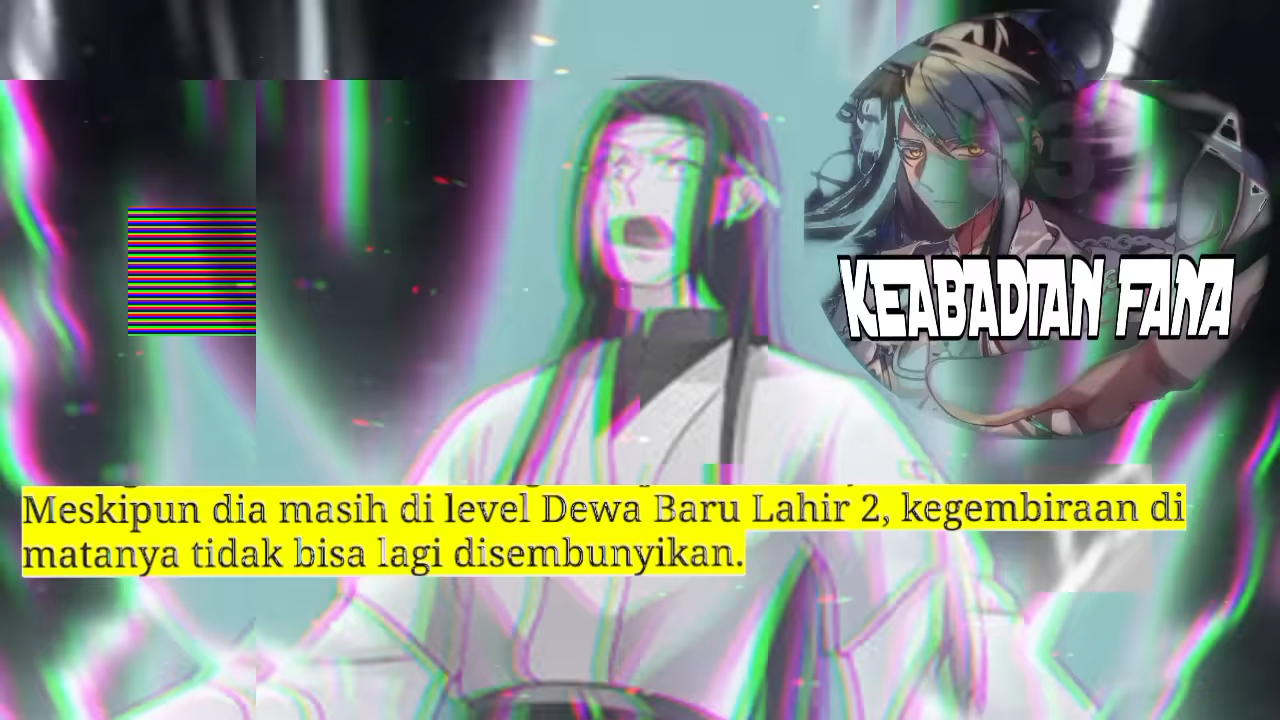 KEABADIAN FANA
Meskipun dia masih di level Dewa Baru Lahir 2, kegembiraan di
matanya tidak bisa lagi disembunyikan.